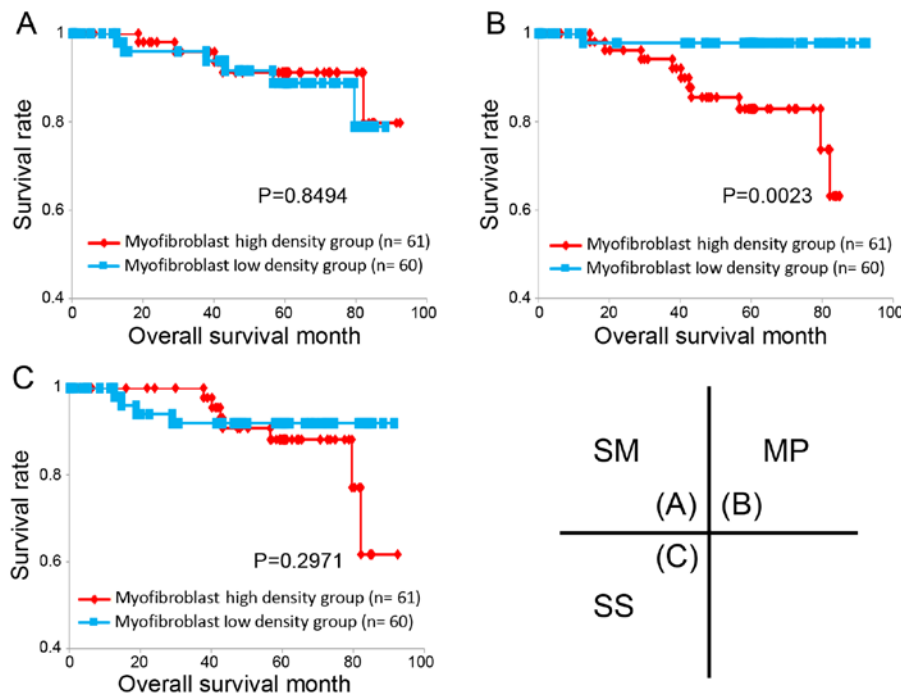 A
Survival rate
1
0.8
0.6
0.4
P=0.8494
Myofibroblast high density group (n= 61)
Myofibroblast low density group (n= 60)
0 20 40 60 80 100
Overall survival month
B
Survival rate
1
0.8
0.6
0.4
P=0.0023
Myofibroblast high density group (n= 61)
Myofibroblast low density group (n= 60)
0 20 40 60 80 100
Overall survival month
C
Survival rate
1
0.8
0.6
0.4
P=0.2971
Myofibroblast high density group (n= 61)
Myofibroblast low density group (n= 60)
0 20 40 60 80 100
Overall survival month
SM MP
(A) (B)
(C)
SS